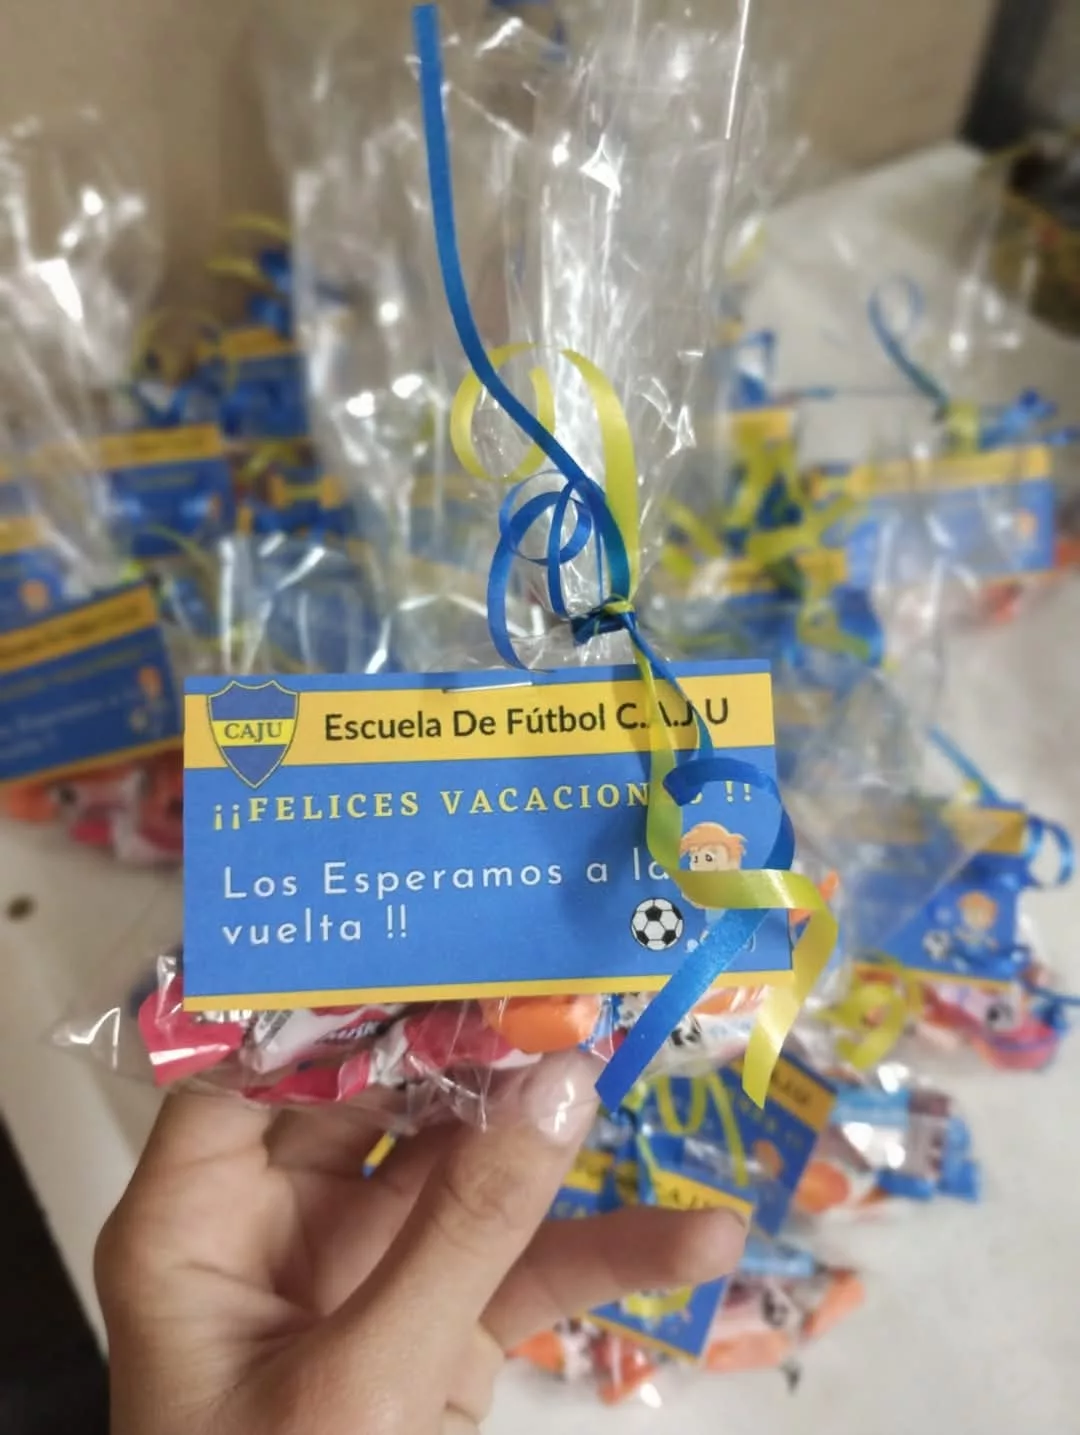 CAJU
Escuela De Fútbol C.A.J U
¡¡FELICES VACACIONES !!
Los Esperamos a la
vuelta !!